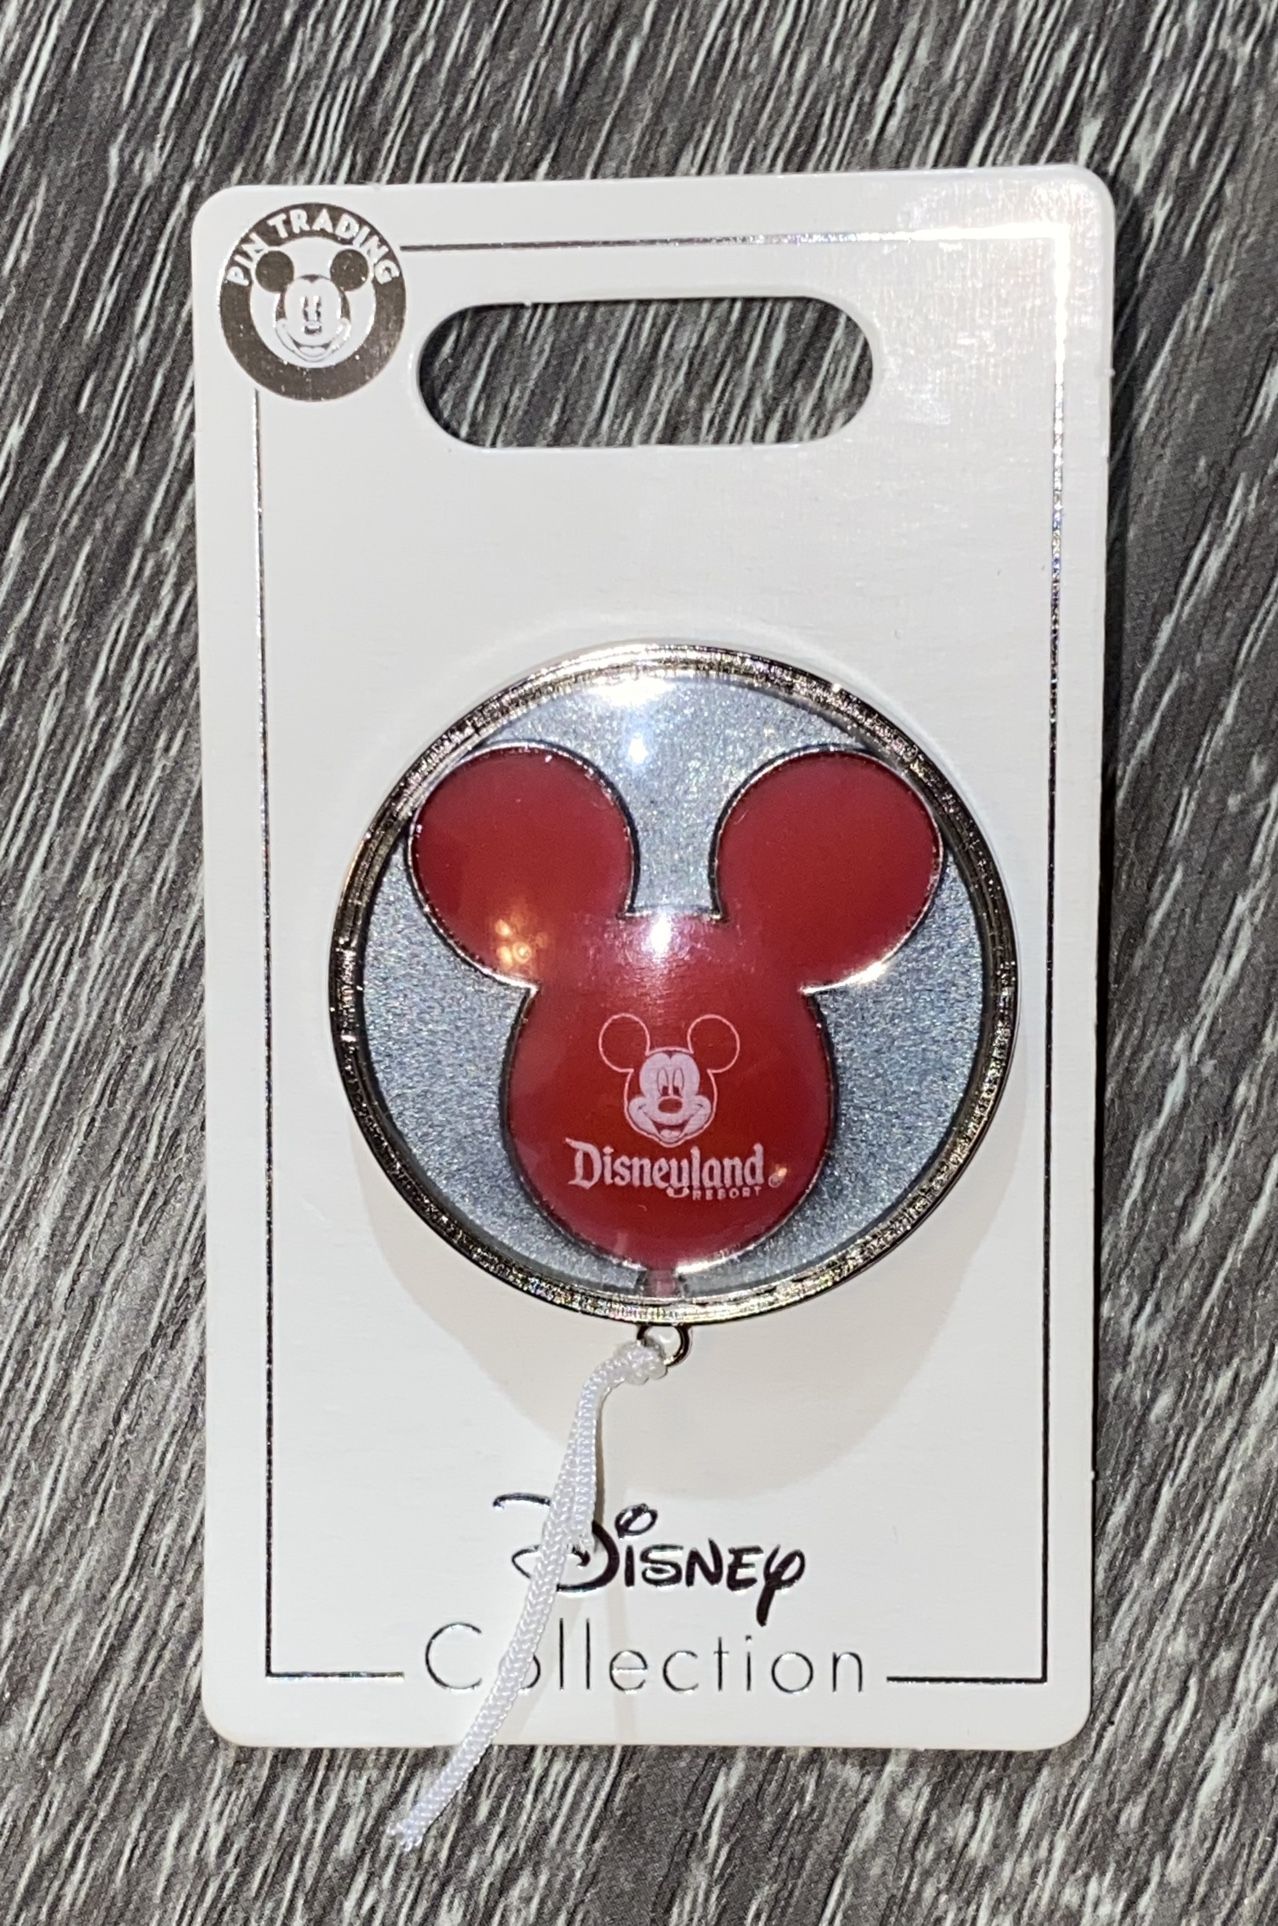 PIN TRADING
Disneyland®
RESORT
Disney
Collection